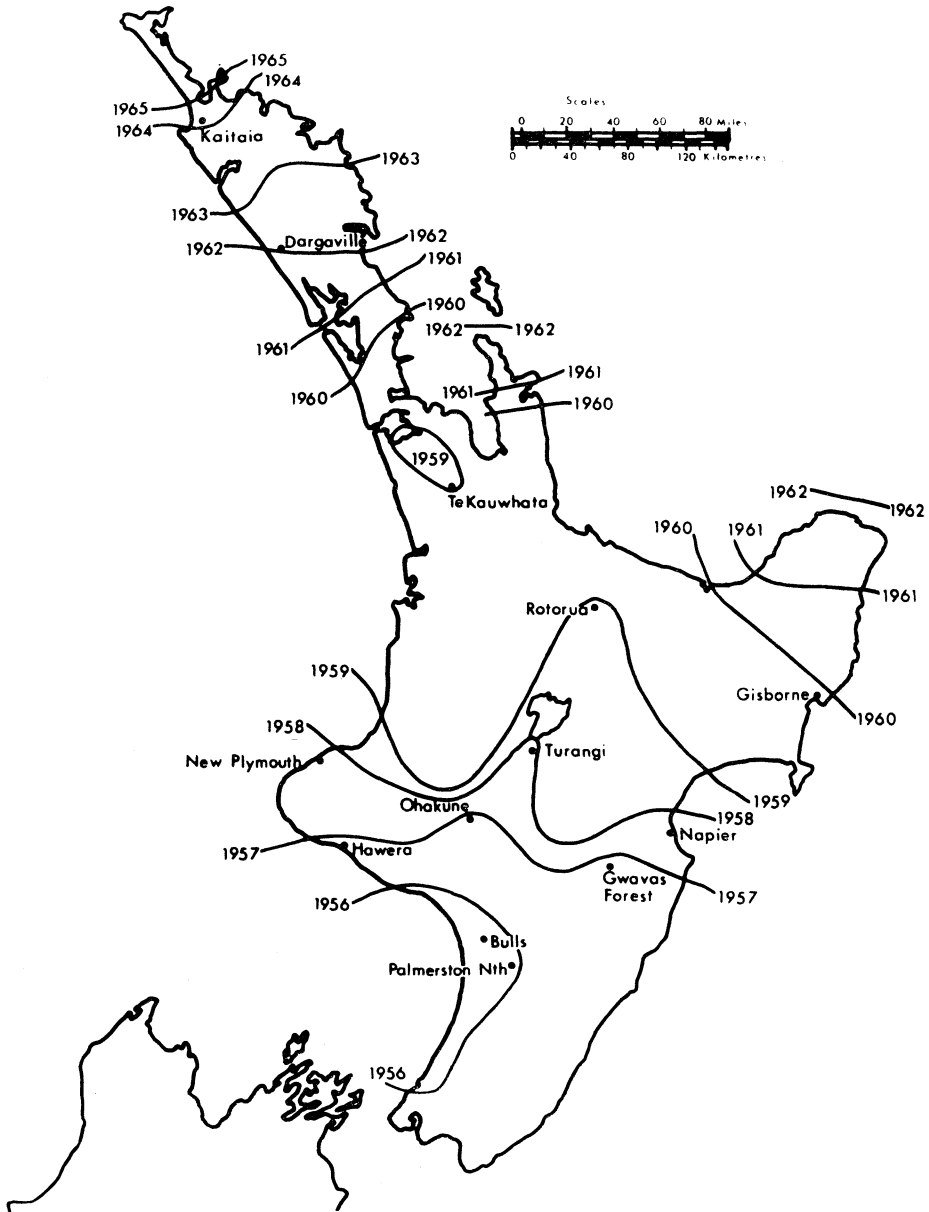 1965
1964
1965
1964
Kaitaia
Scales
0 20 40 60 80 Miles
0 40 80 120 Kilometres
1963
1963
1962
Dargaville
1962
1961
1960
1962 1962
1961
1961
1961
1960
1960
1959
TeKauwhata
1962
1962
1960
1961
1961
Rotorua
1959
Gisborne
1960
1958
New Plymouth
Turangi
1959
Ohakune
1958
Napier
1957
Hawera
Gwavas
Forest
1957
1956
Bulls
Palmerston Nth
1956